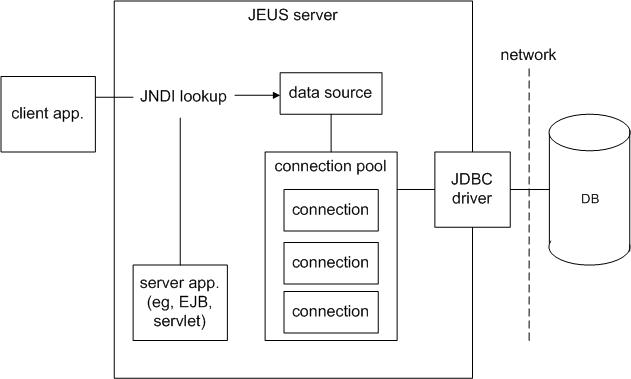 JEUS server
network
client app.
JNDI lookup
data source
connection pool
connection
connection
connection
JDBC
driver
DB
server app.
(eg, EJB,
servlet)